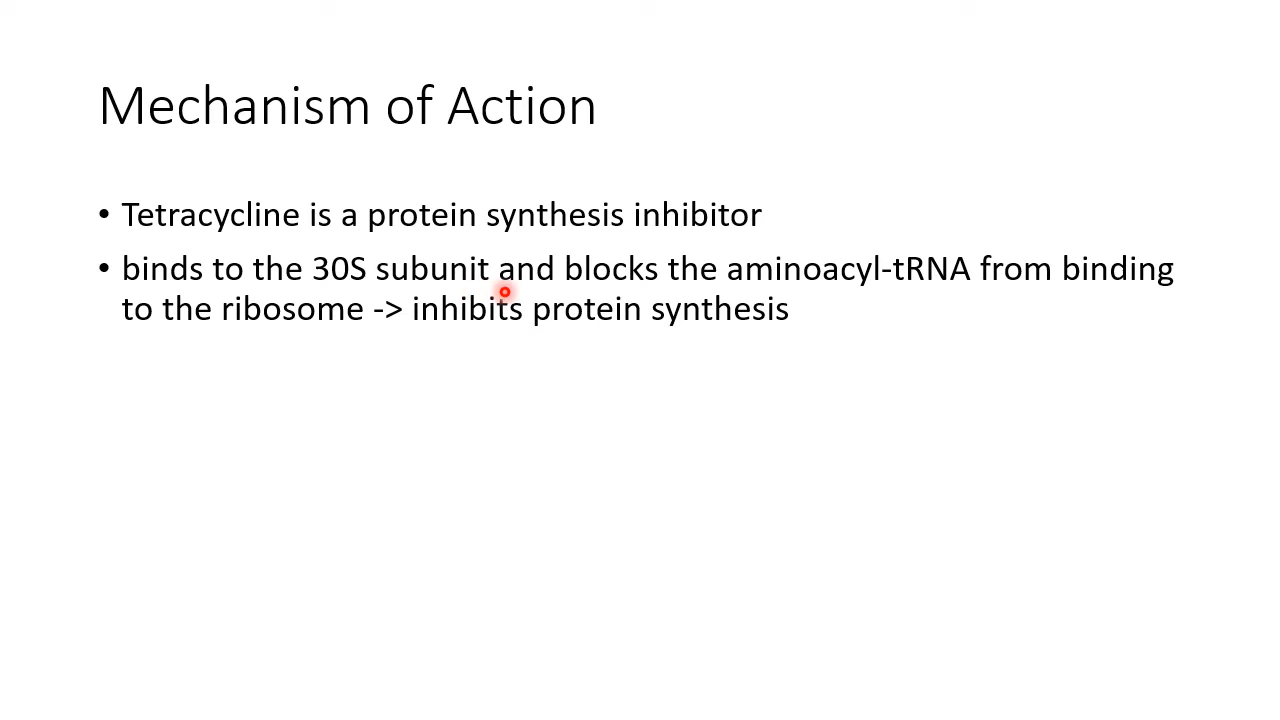 Mechanism of Action
• Tetracycline is a protein synthesis inhibitor
• binds to the 30S subunit and blocks the aminoacyl-tRNA from binding
to the ribosome -> inhibits protein synthesis